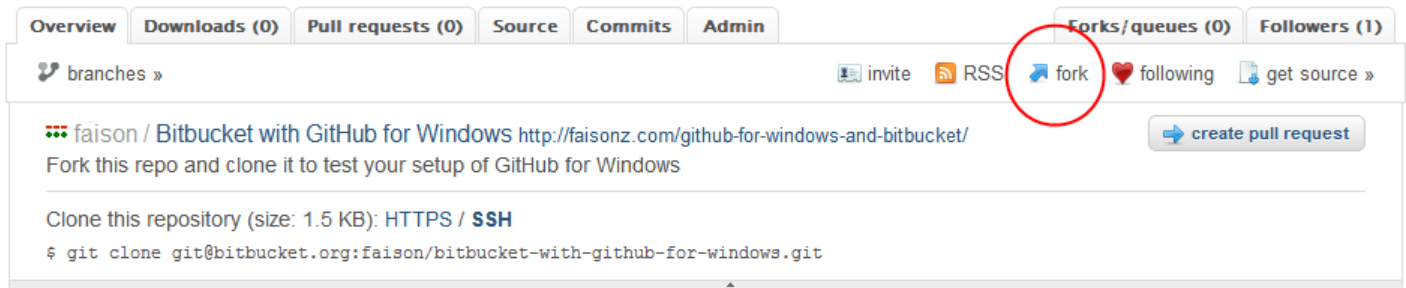 Overview Downloads (0) Pull requests (0) Source Commits Admin Forks/queues (0) Followers (1)
branches » invite RSS fork following get source »
faison / Bitbucket with GitHub for Windows http://faisonz.com/github-for-windows-and-bitbucket/ create pull request
Fork this repo and clone it to test your setup of GitHub for Windows
Clone this repository (size: 1.5 KB): HTTPS / SSH
$ git clone git@bitbucket.org:faison/bitbucket-with-github-for-windows.git